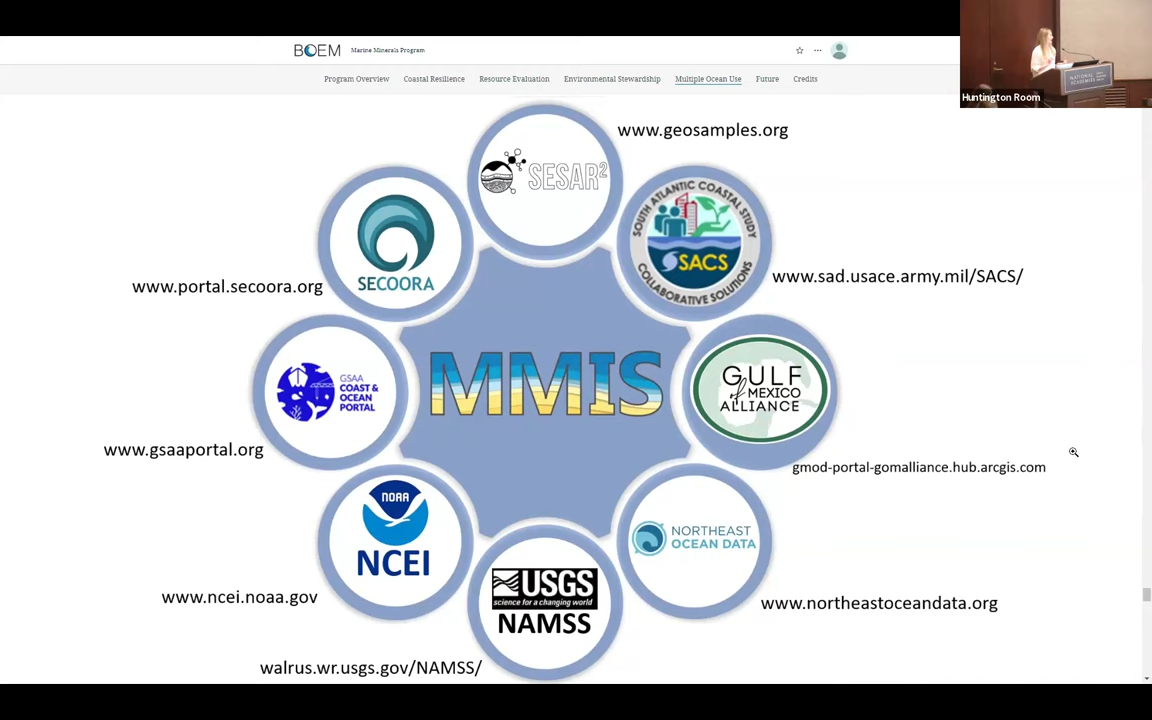 BOEM
Marine Minerals Program
Program Overview
Coastal Resilience
Resource Evaluation
Environmental Stewardship
Multiple Ocean Use
Future
Credits
Huntington Room
NATIONAL
ACADEMIES
www.geosamples.org
SESAR²
SOUTH ATLANTIC COASTAL STUDY
SACS
COLLABORATIVE SOLUTIONS
www.sad.usace.army.mil/SACS/
SECOORA
www.portal.secoora.org
MMIS
GSAA
COAST &
OCEAN
PORTAL
www.gsaaportal.org
GULF
of MEXICO
ALLIANCE
gmod-portal-gomalliance.hub.arcgis.com
NOAA
NCEI
www.ncei.noaa.gov
NORTHEAST
OCEAN DATA
www.northeastoceandata.org
USGS
science for a changing world
NAMSS
walrus.wr.usgs.gov/NAMSS/